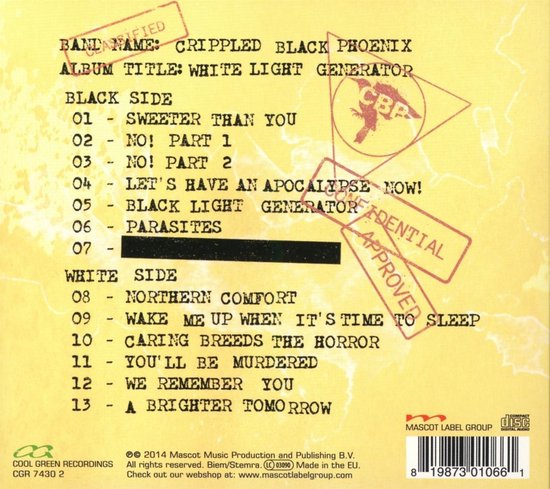 CLASSIFIED
BAND NAME: CRIPPLED BLACK PHOENIX
ALBUM TITLE: WHITE LIGHT GENERATOR
CBP
BLACK SIDE
01 - SWEETER THAN YOU
02 - NO! PART 1
03 - NO! PART 2
04 - LET'S HAVE AN APOCALYPSE NOW!
05 - BLACK LIGHT GENERATOR
06 - PARASITES
07 -
CONFIDENTIAL
APPROVED
WHITE SIDE
08 - NORTHERN COMFORT
09 - WAKE ME UP WHEN IT'S TIME TO SLEEP
10 - CARING BREEDS THE HORROR
11 - YOU'LL BE MURDERED
12 - WE REMEMBER YOU
13 - A BRIGHTER TOMORROW
COOL GREEN RECORDINGS
CGR 7430 2
℗© 2014 Mascot Music Production and Publishing B.V.
All rights reserved. Biem/Stemra. LC 03090 Made in the EU.
Check out our webshop at: www.mascotlabelgroup.com
m
MASCOT LABEL GROUP
COMPACT
disc
DIGITAL AUDIO
8 19873 01066 1